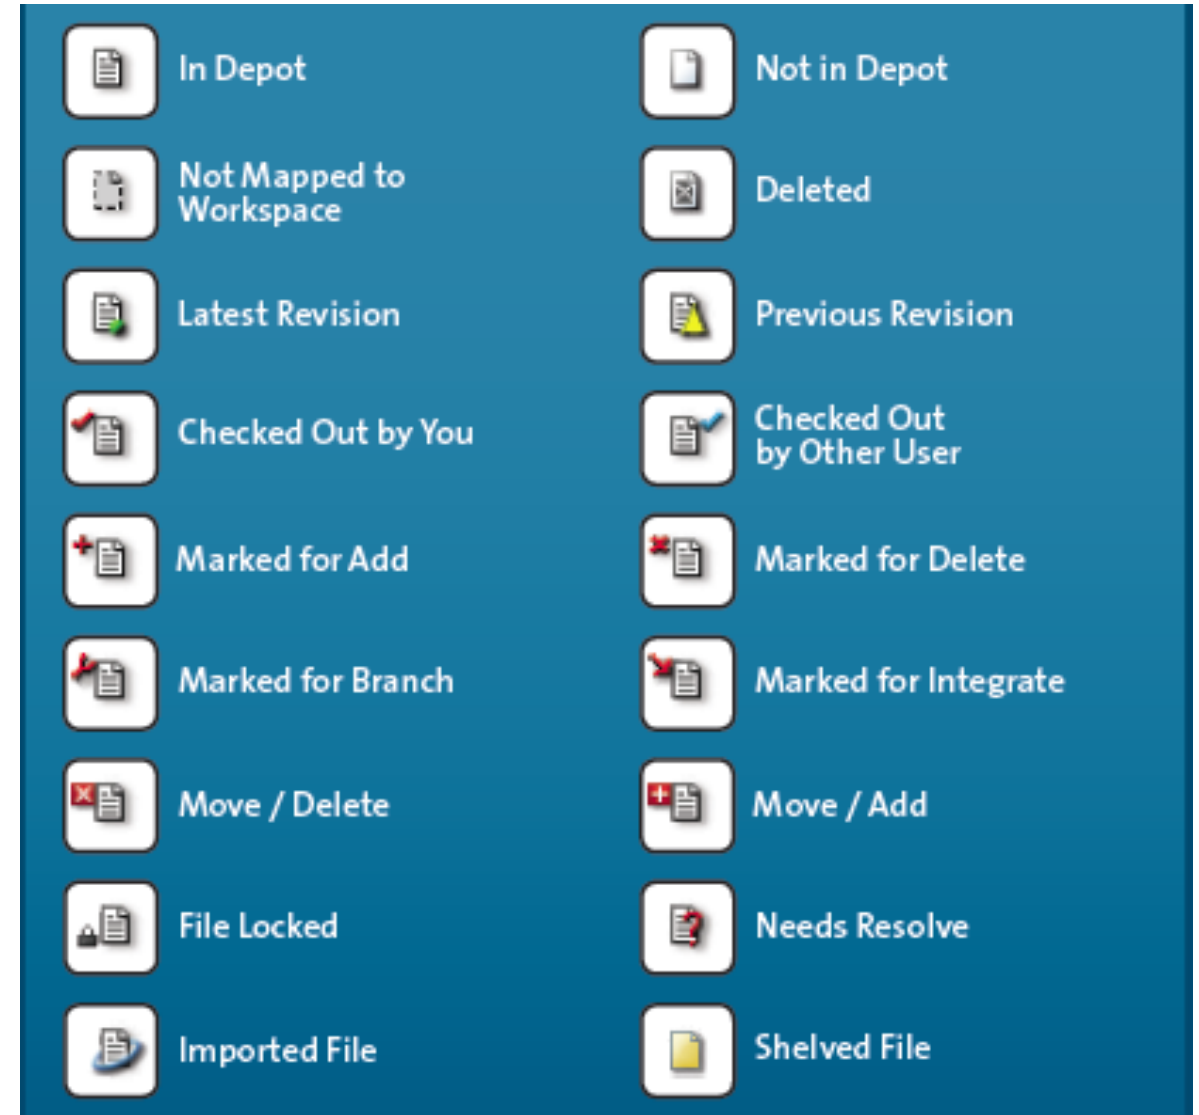 In Depot
Not in Depot
Not Mapped to
Workspace
Deleted
Latest Revision
Previous Revision
Checked Out by You
Checked Out
by Other User
Marked for Add
Marked for Delete
Marked for Branch
Marked for Integrate
Move / Delete
Move / Add
File Locked
Needs Resolve
Imported File
Shelved File